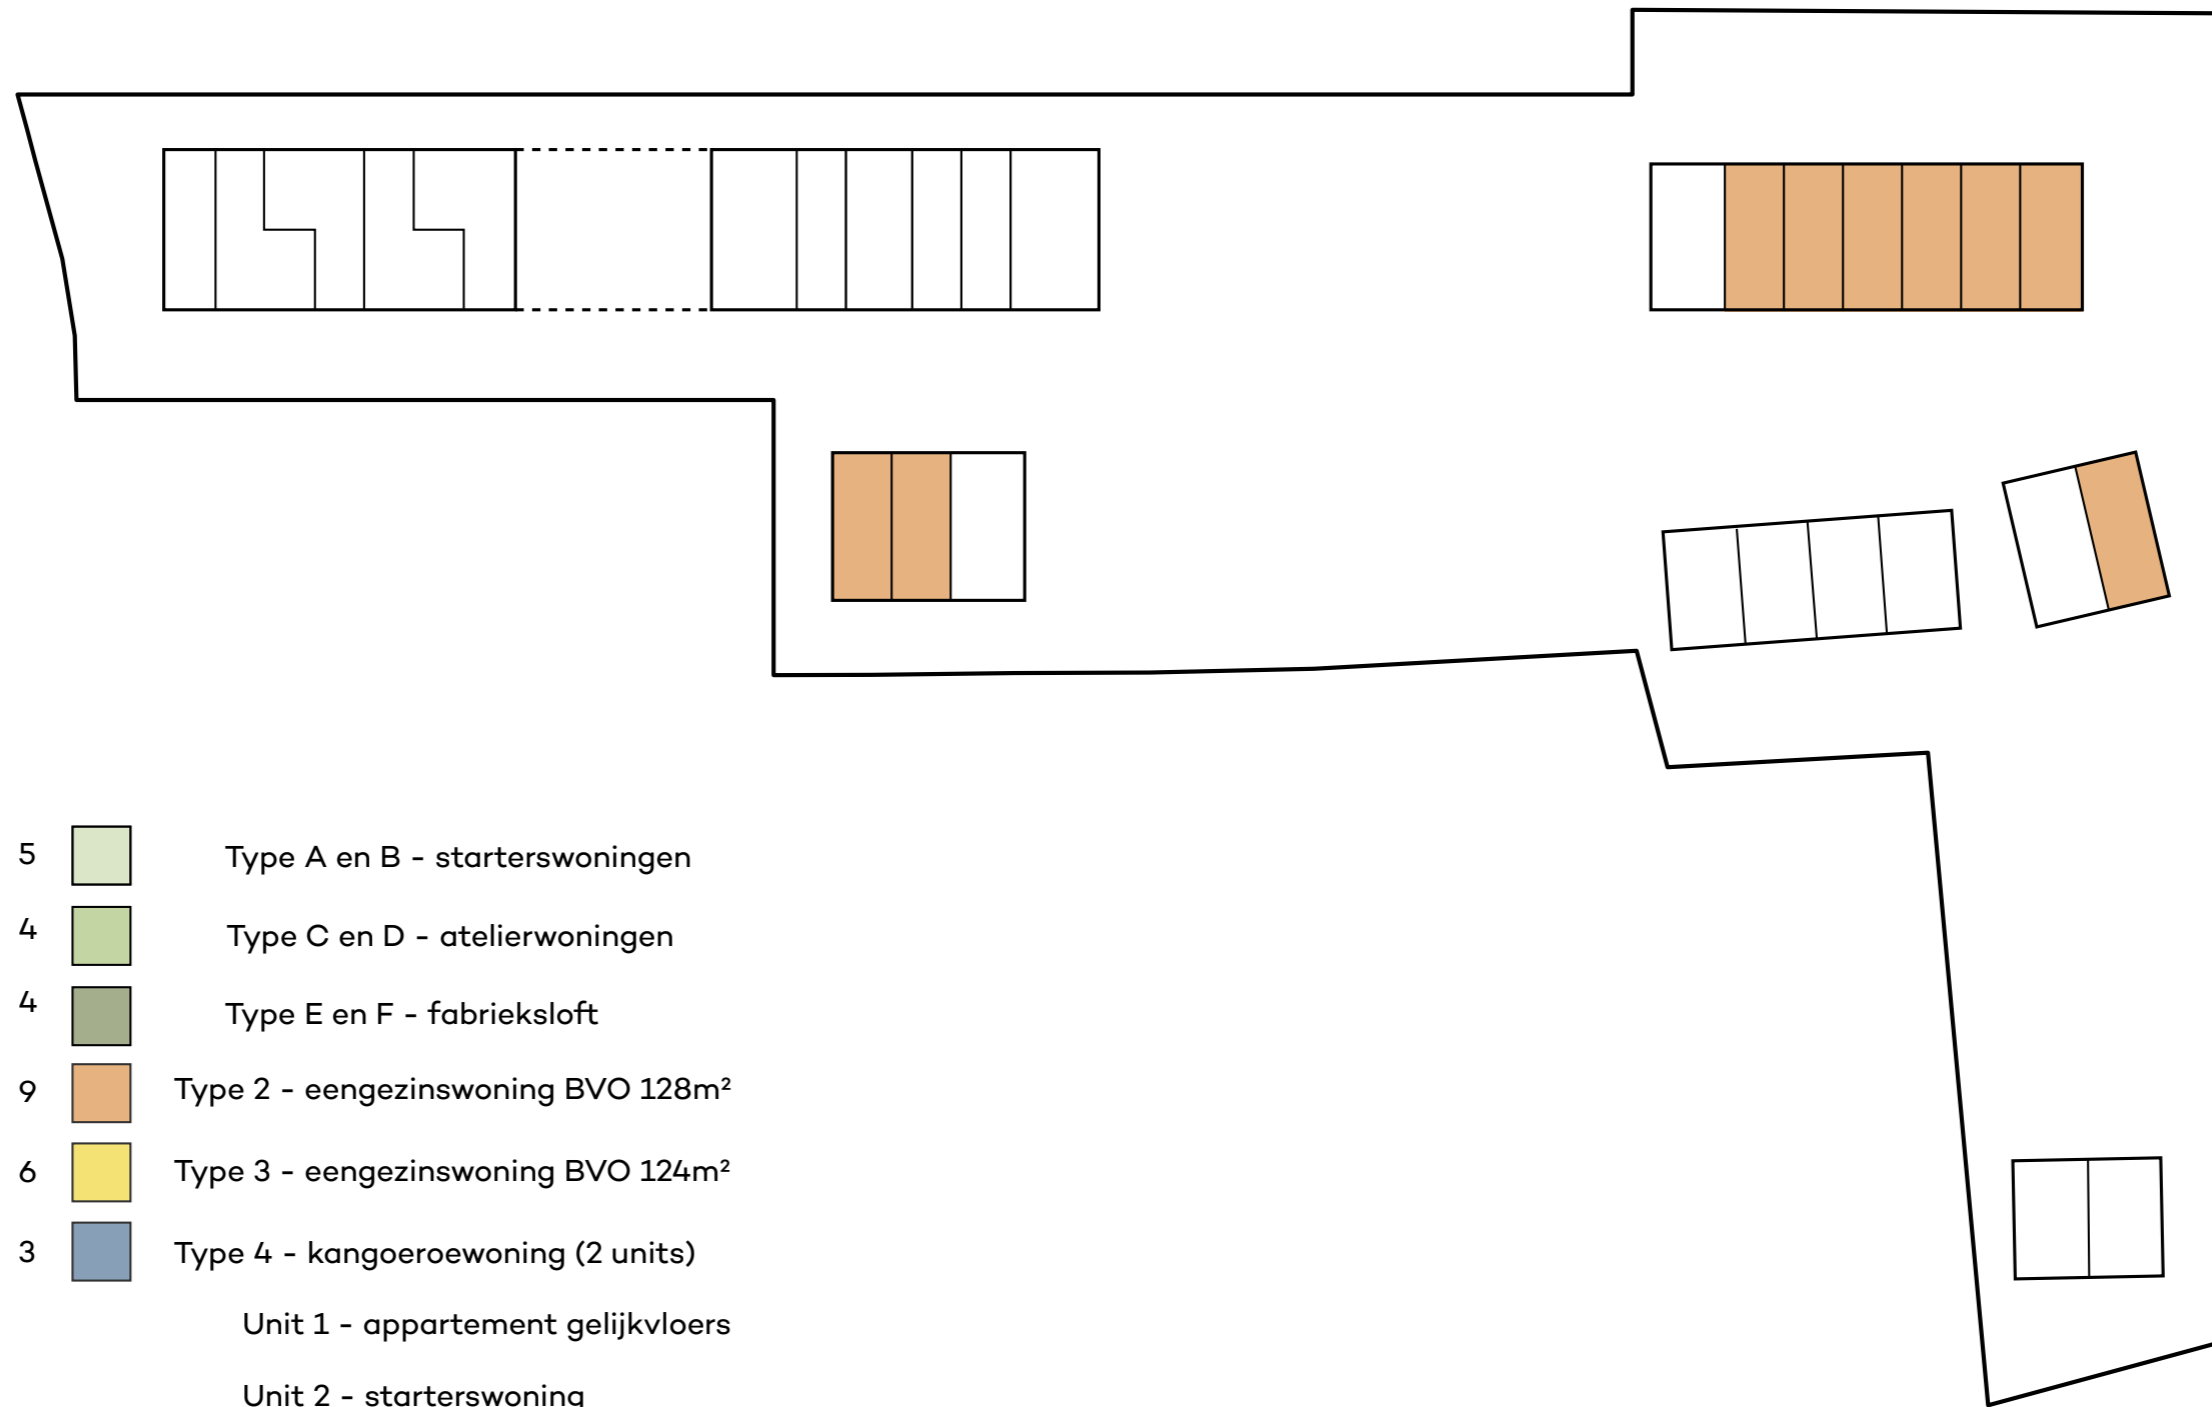 5 Type A en B - starterswoningen
4 Type C en D - atelierwoningen
4 Type E en F - fabrieksloft
9 Type 2 - eengezinswoning BVO 128m²
6 Type 3 - eengezinswoning BVO 124m²
3 Type 4 - kangoeroewoning (2 units)
Unit 1 - appartement gelijkvloers
Unit 2 - starterswoning